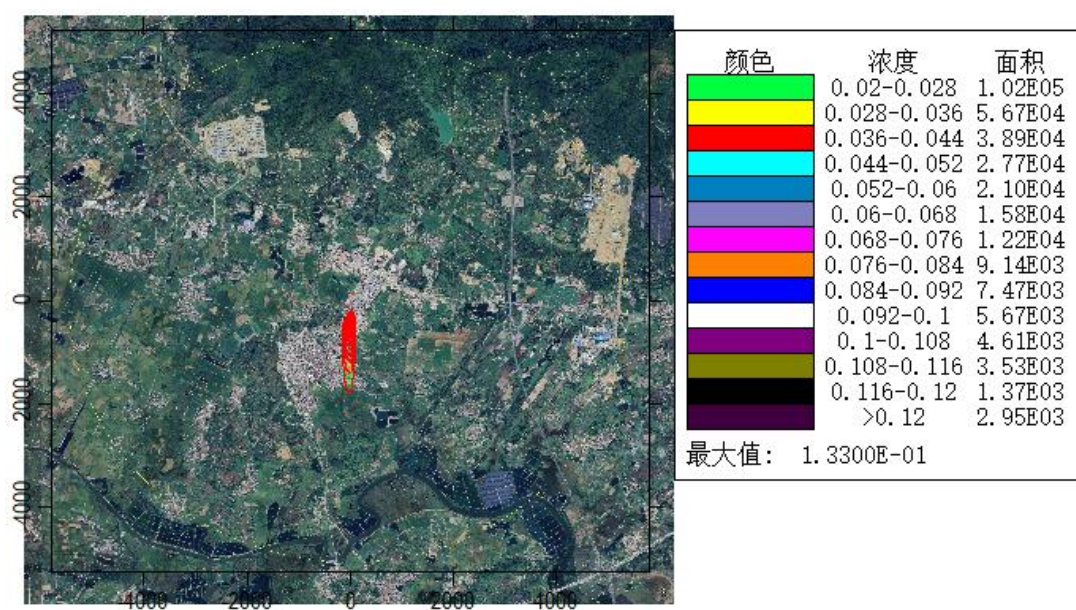 颜色 浓度 面积
0.02-0.028 1.02E05
0.028-0.036 5.67E04
0.036-0.044 3.89E04
0.044-0.052 2.77E04
0.052-0.06 2.10E04
0.06-0.068 1.58E04
0.068-0.076 1.22E04
0.076-0.084 9.14E03
0.084-0.092 7.47E03
0.092-0.1 5.67E03
0.1-0.108 4.61E03
0.108-0.116 3.53E03
0.116-0.12 1.37E03
>0.12 2.95E03
最大值: 1.3300E-01
4000
2000
0
2000
4000
-4000 -2000 0 2000 4000